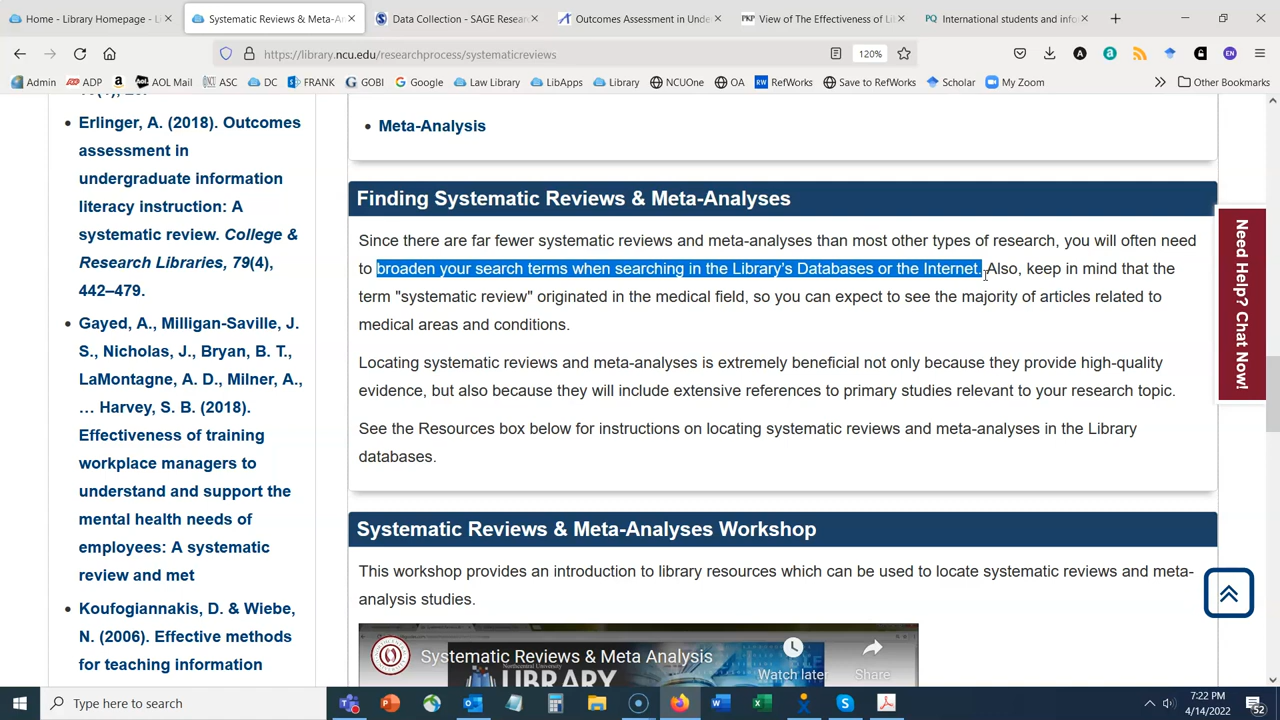 Home - Library Homepage - L
Systematic Reviews & Meta-An
Data Collection - SAGE Resear
Outcomes Assessment in Unde
View of The Effectiveness of Li
International students and info
https://library.ncu.edu/researchprocess/systematicreviews
120%
Admin
ADP
AOL Mail
ASC
DC
FRANK
GOBI
Google
Law Library
LibApps
Library
NCUOne
OA
RefWorks
Save to RefWorks
Scholar
My Zoom
Other Bookmarks
Erlinger, A. (2018). Outcomes
assessment in
undergraduate information
literacy instruction: A
systematic review. College &
Research Libraries, 79(4),
442–479.
Gayed, A., Milligan-Saville, J.
S., Nicholas, J., Bryan, B. T.,
LaMontagne, A. D., Milner, A.,
… Harvey, S. B. (2018).
Effectiveness of training
workplace managers to
understand and support the
mental health needs of
employees: A systematic
review and met
Koufogiannakis, D. & Wiebe,
N. (2006). Effective methods
for teaching information
Meta-Analysis
Finding Systematic Reviews & Meta-Analyses
Since there are far fewer systematic reviews and meta-analyses than most other types of research, you will often need
to broaden your search terms when searching in the Library's Databases or the Internet. Also, keep in mind that the
term "systematic review" originated in the medical field, so you can expect to see the majority of articles related to
medical areas and conditions.
Locating systematic reviews and meta-analyses is extremely beneficial not only because they provide high-quality
evidence, but also because they will include extensive references to primary studies relevant to your research topic.
See the Resources box below for instructions on locating systematic reviews and meta-analyses in the Library
databases.
Systematic Reviews & Meta-Analyses Workshop
This workshop provides an introduction to library resources which can be used to locate systematic reviews and meta-
analysis studies.
Systematic Reviews & Meta Analysis
Northcentral University
LIBRARY
Watch later
Share
Need Help? Chat Now!
Type here to search
7:22 PM
4/14/2022
52